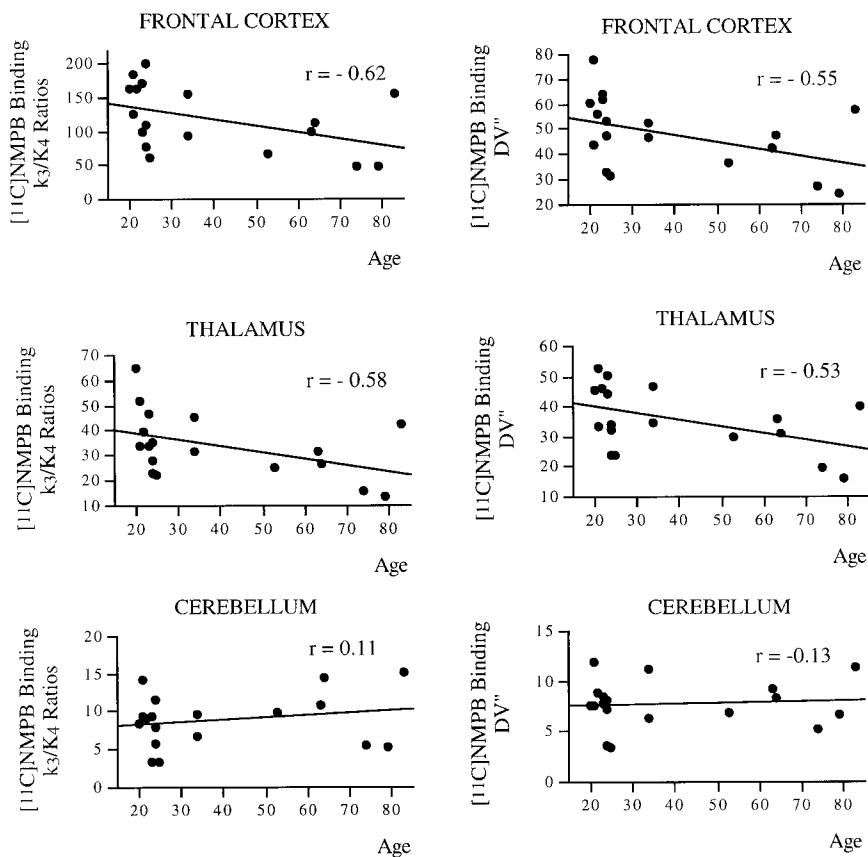 FRONTAL CORTEX
[11C]NMPB Binding
k3/K4 Ratios
200
150
100
50
0
r = - 0.62
20 30 40 50 60 70 80
Age
FRONTAL CORTEX
[11C]NMPB Binding
DV"
80
70
60
50
40
30
20
r = - 0.55
20 30 40 50 60 70 80
Age
THALAMUS
[11C]NMPB Binding
k3/K4 Ratios
70
60
50
40
30
20
10
r = - 0.58
20 30 40 50 60 70 80
Age
THALAMUS
[11C]NMPB Binding
DV"
60
50
40
30
20
10
r = - 0.53
20 30 40 50 60 70 80
Age
CEREBELLUM
[11C]NMPB Binding
k3/K4 Ratios
20
15
10
5
0
r = 0.11
20 30 40 50 60 70 80
Age
CEREBELLUM
[11C]NMPB Binding
DV"
15
10
5
0
r = -0.13
20 30 40 50 60 70 80
Age